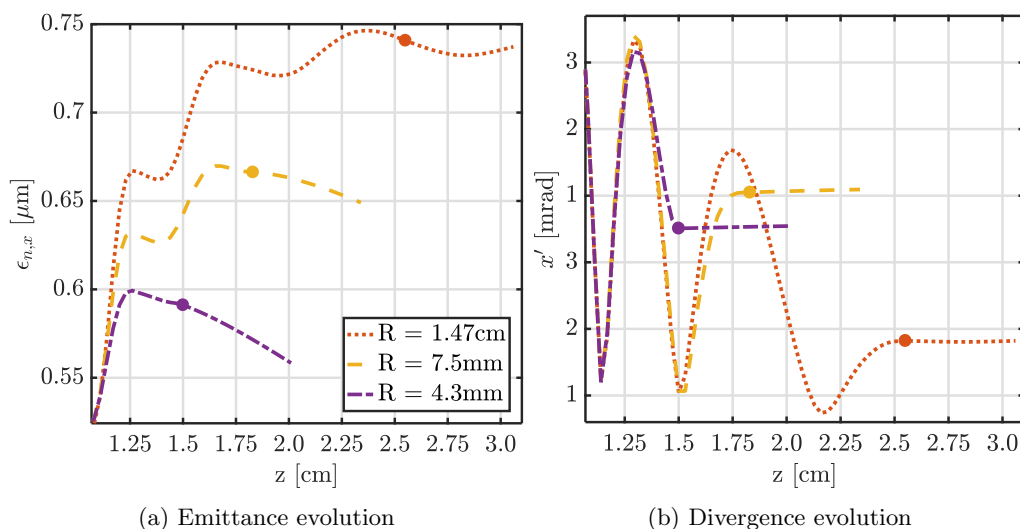 0.75
0.7
0.65
0.6
0.55
ϵn,x [μm]
1.25 1.5 1.75 2.0 2.25 2.5 2.75 3.0
z [cm]
R = 1.47cm
R = 7.5mm
R = 4.3mm
(a) Emittance evolution
3
2
1
3
2
1
x′ [mrad]
1.25 1.5 1.75 2.0 2.25 2.5 2.75 3.0
z [cm]
(b) Divergence evolution